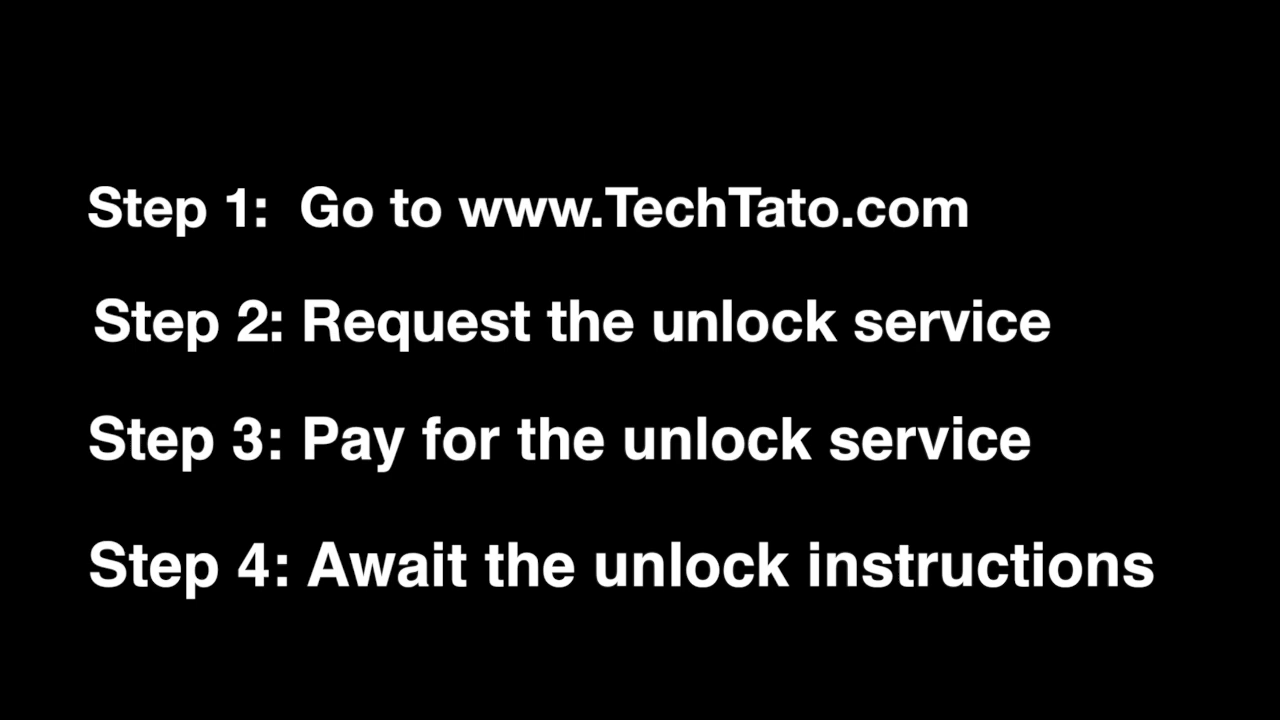 Step 1: Go to www.TechTato.com
Step 2: Request the unlock service
Step 3: Pay for the unlock service
Step 4: Await the unlock instructions